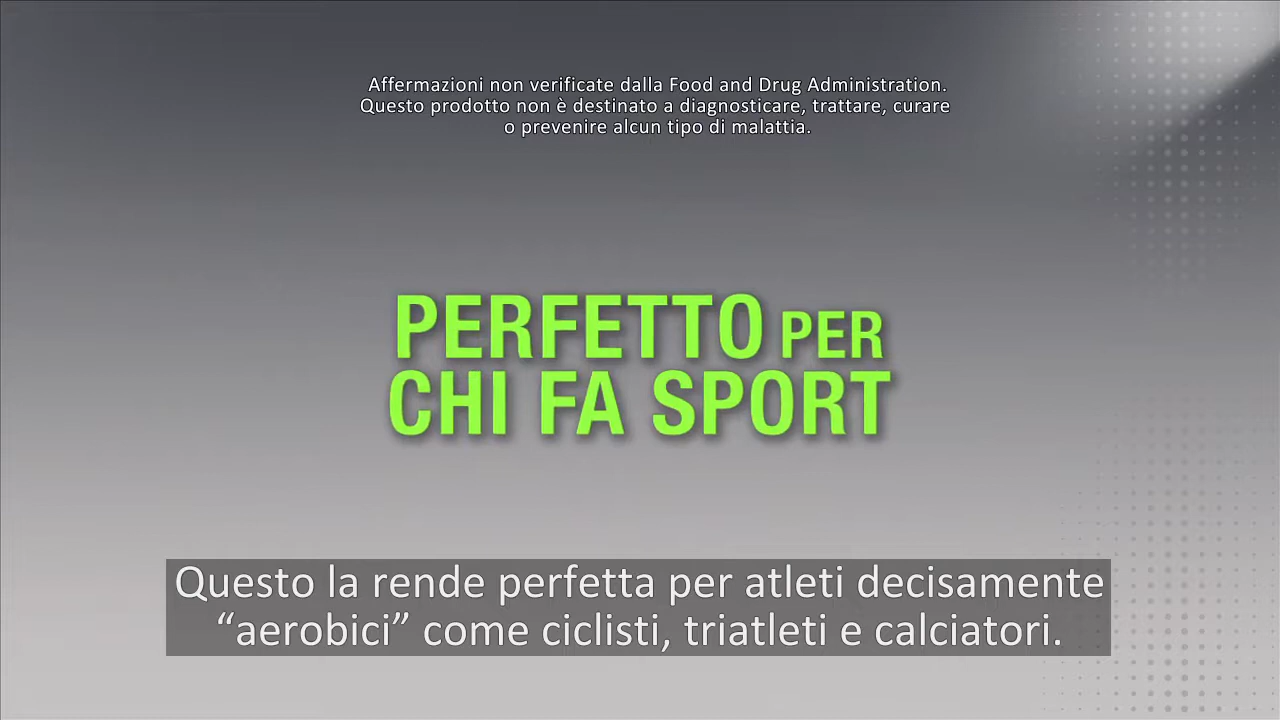 Affermazioni non verificate dalla Food and Drug Administration.
Questo prodotto non è destinato a diagnosticare, trattare, curare
o prevenire alcun tipo di malattia.
PERFETTO PER
CHI FA SPORT
Questo la rende perfetta per atleti decisamente
“aerobici” come ciclisti, triatleti e calciatori.